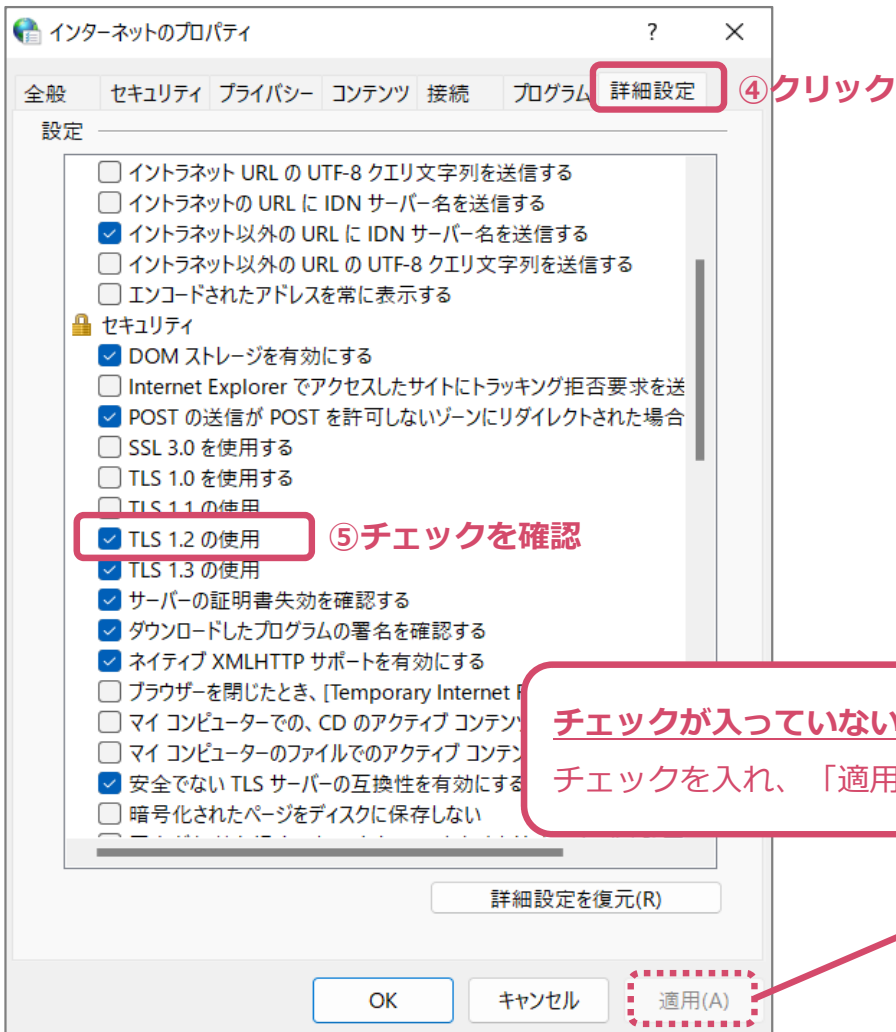 インターネットのプロパティ ? ×
全般 セキュリティ プライバシー コンテンツ 接続 プログラム 詳細設定 ④クリック
設定
イントラネット URL の UTF-8 クエリ文字列を送信する
イントラネットの URL に IDN サーバー名を送信する
イントラネット以外の URL に IDN サーバー名を送信する
イントラネット以外の URL の UTF-8 クエリ文字列を送信する
エンコードされたアドレスを常に表示する
セキュリティ
DOM ストレージを有効にする
Internet Explorer でアクセスしたサイトにトラッキング拒否要求を送
POST の送信が POST を許可しないゾーンにリダイレクトされた場合
SSL 3.0 を使用する
TLS 1.0 を使用する
TLS 1.1 の使用
TLS 1.2 の使用 ⑤チェックを確認
TLS 1.3 の使用
サーバーの証明書失効を確認する
ダウンロードしたプログラムの署名を確認する
ネイティブ XMLHTTP サポートを有効にする
ブラウザーを閉じたとき、[Temporary Internet
マイ コンピューターでの、CD のアクティブ コンテンツ
マイ コンピューターのファイルでのアクティブ コンテン
安全でない TLS サーバーの互換性を有効にする
暗号化されたページをディスクに保存しない
チェックが入っていない
チェックを入れ、「適用
詳細設定を復元(R)
OK キャンセル 適用(A)